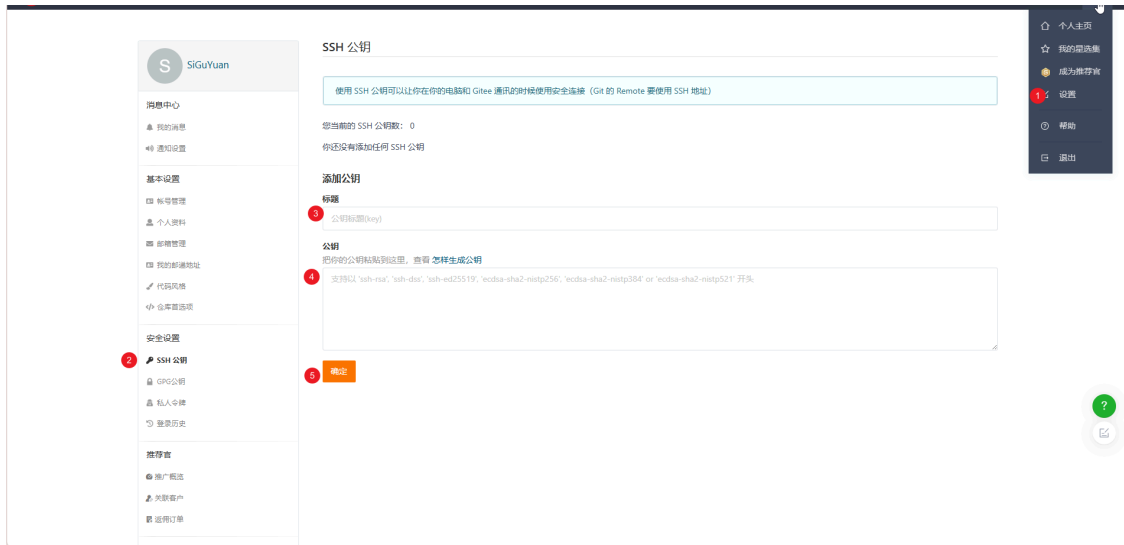 S
SiGuYuan
消息中心
我的消息
通知设置
基本设置
帐号管理
个人资料
邮箱管理
我的邮递地址
代码风格
仓库首选项
安全设置
2
SSH 公钥
GPG公钥
私人令牌
登录历史
推荐官
推广概览
关联客户
返佣订单
SSH 公钥
使用 SSH 公钥可以让你在你的电脑和 Gitee 通讯的时候使用安全连接（Git 的 Remote 要使用 SSH 地址）
您当前的 SSH 公钥数： 0
你还没有添加任何 SSH 公钥
添加公钥
标题
3
公钥标题(key)
公钥
把你的公钥粘贴到这里，查看 怎样生成公钥
4
支持以 'ssh-rsa', 'ssh-dss', 'ssh-ed25519', 'ecdsa-sha2-nistp256', 'ecdsa-sha2-nistp384' or 'ecdsa-sha2-nistp521' 开头
5
确定
个人主页
我的星选集
成为推荐官
1
设置
帮助
退出
?